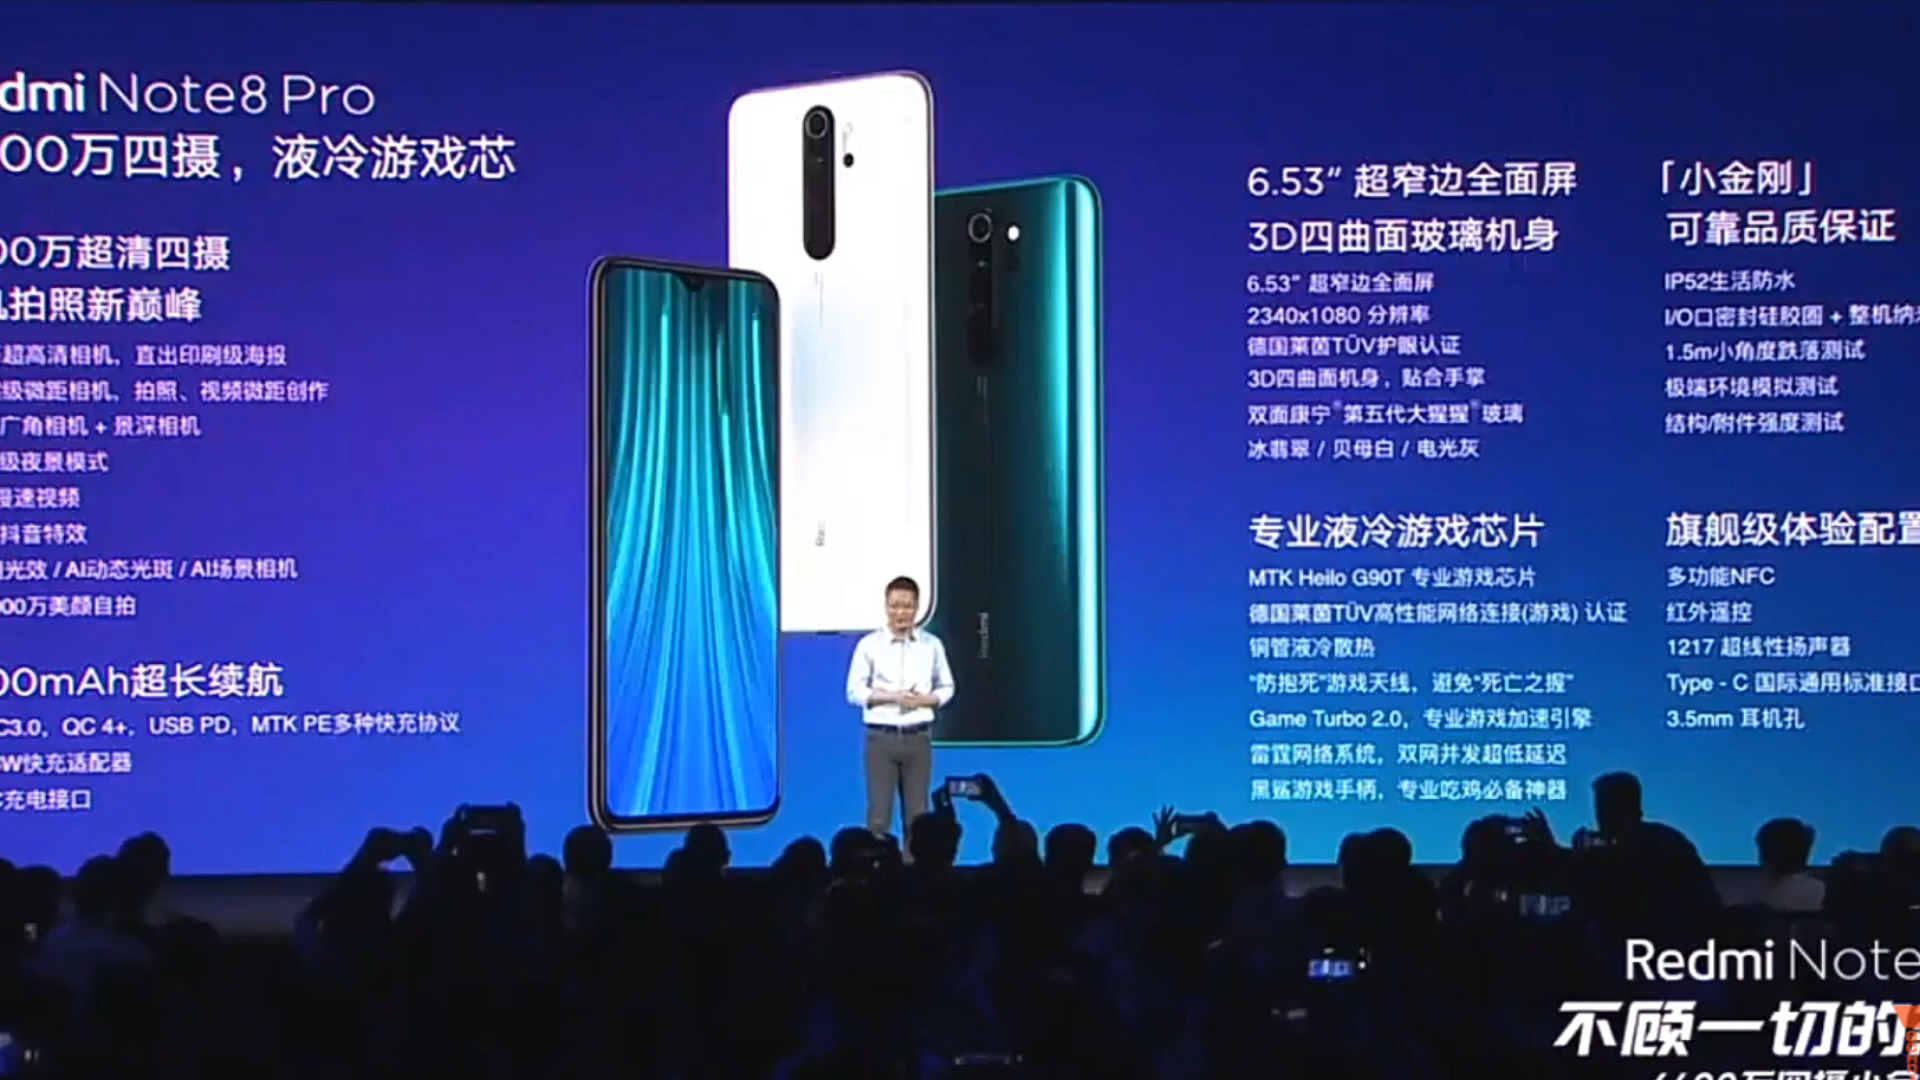 dmi Note8 Pro
00万四摄，液冷游戏芯
00万超清四摄
拍照新巅峰
超高清相机，直出印刷级海报
级微距相机，拍照、视频微距创作
广角相机 + 景深相机
级夜景模式
慢速视频
抖音特效
光效 / AI动态光斑 / AI场景相机
00万美颜自拍
00mAh超长续航
C3.0，QC 4+，USB PD，MTK PE多种快充协议
W快充适配器
充电接口
6.53” 超窄边全面屏
3D四曲面玻璃机身
6.53” 超窄边全面屏
2340x1080 分辨率
德国莱茵TÜV护眼认证
3D四曲面机身，贴合手掌
双面康宁®第五代大猩猩®玻璃
冰翡翠 / 贝母白 / 电光灰
「小金刚」
可靠品质保证
IP52生活防水
I/O口密封硅胶圈 + 整机纳
1.5m小角度跌落测试
极端环境模拟测试
结构/附件强度测试
专业液冷游戏芯片
MTK Heilo G90T 专业游戏芯片
德国莱茵TÜV高性能网络连接(游戏) 认证
铜管液冷散热
“防抱死”游戏天线，避免“死亡之握”
Game Turbo 2.0，专业游戏加速引擎
雷霆网络系统，双网并发超低延迟
黑鲨游戏手柄，专业吃鸡必备神器
旗舰级体验配置
多功能NFC
红外遥控
1217 超线性扬声器
Type - C 国际通用标准接口
3.5mm 耳机孔
Redmi
Redmi Note
不顾一切的